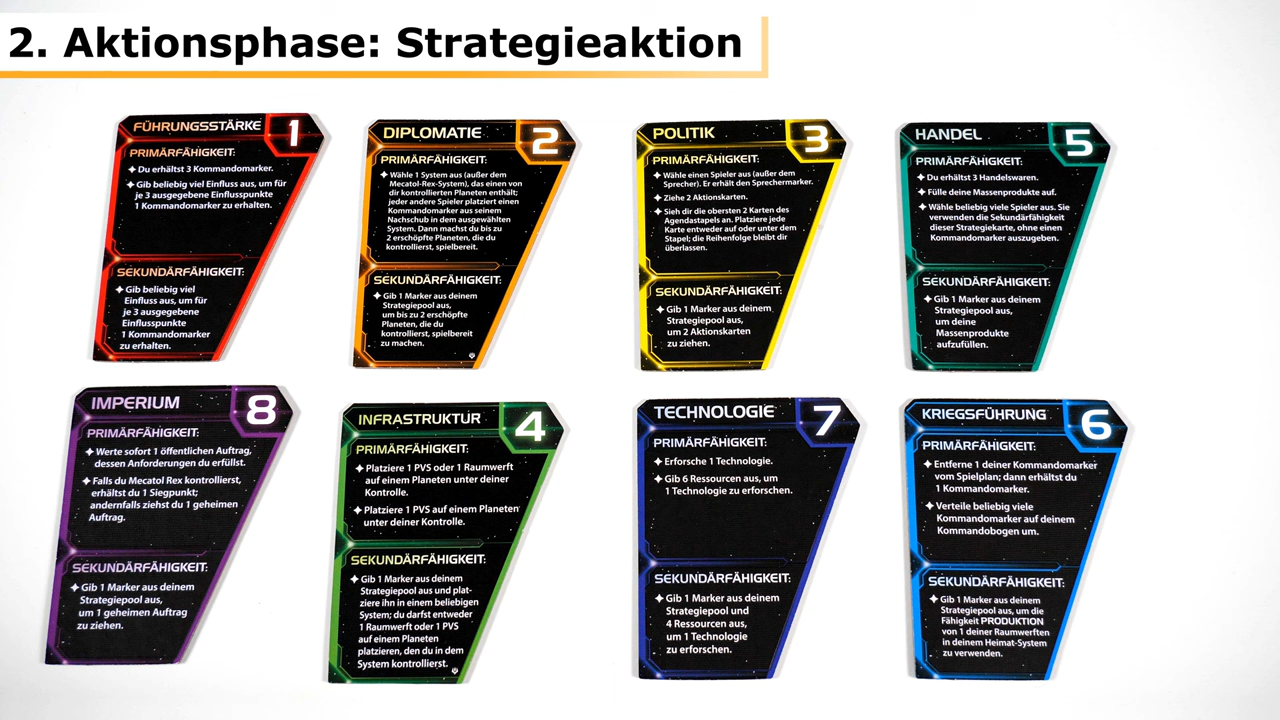 2. Aktionsphase: Strategieaktion
FÜHRUNGSSTÄRKE 1
PRIMÄRFÄHIGKEIT:
✦ Du erhältst 3 Kommandomarker.
✦ Gib beliebig viel Einfluss aus, um für
je 3 ausgegebene Einflusspunkte
1 Kommandomarker zu erhalten.
SEKUNDÄRFÄHIGKEIT:
✦ Gib beliebig viel
Einfluss aus, um für
je 3 ausgegebene
Einflusspunkte
1 Kommandomarker
zu erhalten.
DIPLOMATIE 2
PRIMÄRFÄHIGKEIT:
✦ Wähle 1 System aus (außer dem
Mecatol-Rex-System), das einen von
dir kontrollierten Planeten enthält;
jeder andere Spieler platziert einen
Kommandomarker aus seinem
Nachschub in dem ausgewählten
System. Dann machst du bis zu
2 erschöpfte Planeten, die du
kontrollierst, spielbereit.
SEKUNDÄRFÄHIGKEIT:
✦ Gib 1 Marker aus deinem
Strategiepool aus,
um bis zu 2 erschöpfte
Planeten, die du
kontrollierst, spielbereit
zu machen.
POLITIK 3
PRIMÄRFÄHIGKEIT:
✦ Wähle einen Spieler aus (außer dem
Sprecher). Er erhält den Sprechermarker.
✦ Ziehe 2 Aktionskarten.
✦ Sieh dir die obersten 2 Karten des
Agendastapels an. Platziere jede
Karte entweder auf oder unter dem
Stapel; die Reihenfolge bleibt dir
überlassen.
SEKUNDÄRFÄHIGKEIT:
✦ Gib 1 Marker aus deinem
Strategiepool aus,
um 2 Aktionskarten
zu ziehen.
HANDEL 5
PRIMÄRFÄHIGKEIT:
✦ Du erhältst 3 Handelswaren.
✦ Fülle deine Massenprodukte auf.
✦ Wähle beliebig viele Spieler aus. Sie
verwenden die Sekundärfähigkeit
dieser Strategiekarte, ohne einen
Kommandomarker auszugeben.
SEKUNDÄRFÄHIGKEIT:
✦ Gib 1 Marker aus deinem
Strategiepool aus,
um deine
Massenprodukte
aufzufüllen.
IMPERIUM 8
PRIMÄRFÄHIGKEIT:
✦ Werte sofort 1 öffentlichen Auftrag,
dessen Anforderungen du erfüllst.
✦ Falls du Mecatol Rex kontrollierst,
erhältst du 1 Siegpunkt;
andernfalls ziehst du 1 geheimen
Auftrag.
SEKUNDÄRFÄHIGKEIT:
✦ Gib 1 Marker aus deinem
Strategiepool aus,
um 1 geheimen Auftrag
zu ziehen.
INFRASTRUKTUR 4
PRIMÄRFÄHIGKEIT:
✦ Platziere 1 PVS oder 1 Raumwerft
auf einem Planeten unter deiner
Kontrolle.
✦ Platziere 1 PVS auf einem Planeten
unter deiner Kontrolle.
SEKUNDÄRFÄHIGKEIT:
✦ Gib 1 Marker aus deinem
Strategiepool aus und plat-
ziere ihn in einem beliebigen
System; du darfst entweder
1 Raumwerft oder 1 PVS
auf einem Planeten
platzieren, den du in dem
System kontrollierst.
TECHNOLOGIE 7
PRIMÄRFÄHIGKEIT:
✦ Erforsche 1 Technologie.
✦ Gib 6 Ressourcen aus, um
1 Technologie zu erforschen.
SEKUNDÄRFÄHIGKEIT:
✦ Gib 1 Marker aus deinem
Strategiepool und
4 Ressourcen aus,
um 1 Technologie
zu erforschen.
KRIEGSFÜHRUNG 6
PRIMÄRFÄHIGKEIT:
✦ Entferne 1 deiner Kommandomarker
vom Spielplan; dann erhältst du
1 Kommandomarker.
✦ Verteile beliebig viele
Kommandomarker auf deinem
Kommandobogen um.
SEKUNDÄRFÄHIGKEIT:
✦ Gib 1 Marker aus deinem
Strategiepool aus, um die
Fähigkeit PRODUKTION
von 1 deiner Raumwerften
in deinem Heimat-System
zu verwenden.